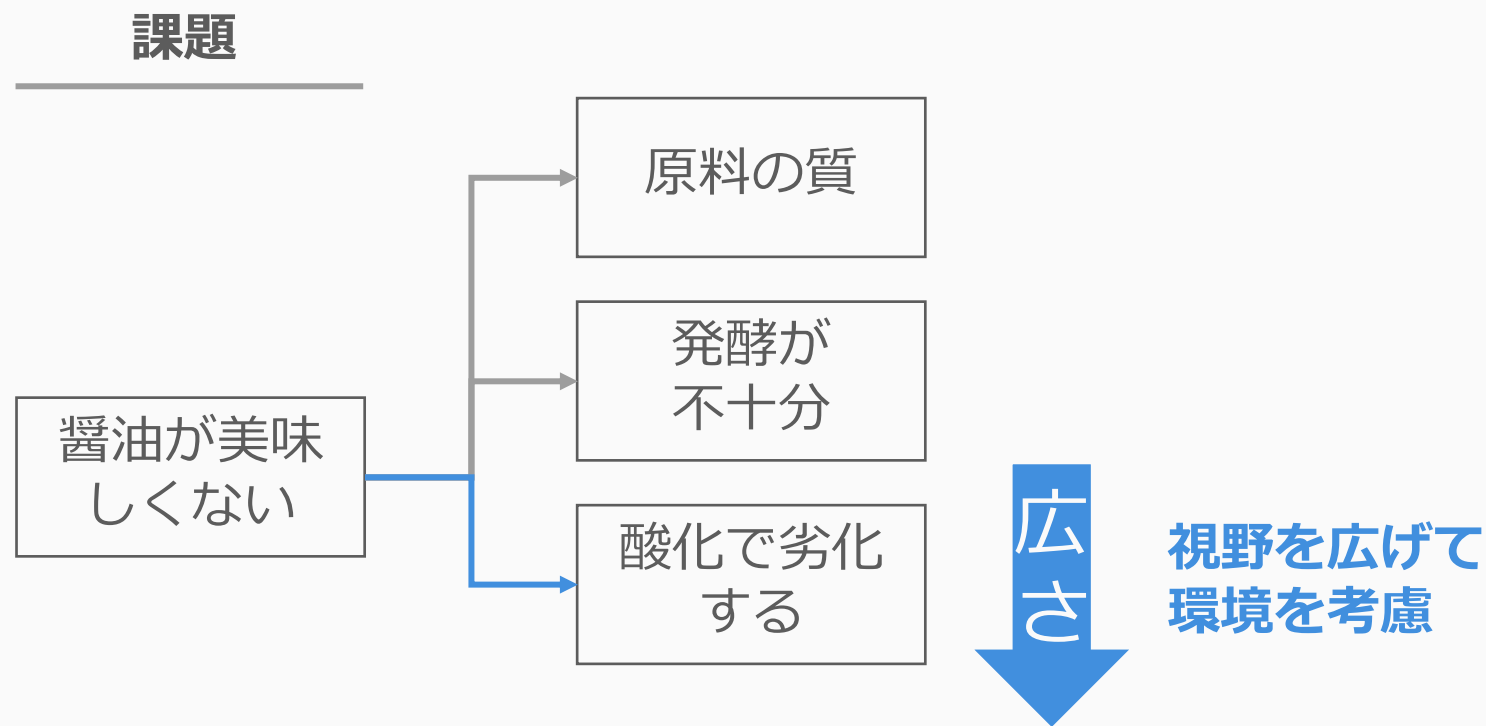 課題
原料の質
発酵が
不十分
醤油が美味
しくない
酸化で劣化
する
広さ
視野を広げて
環境を考慮